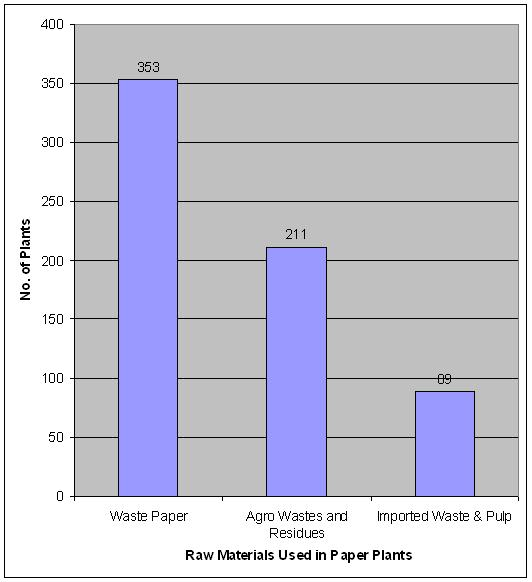 400
350
300
250
200
150
100
50
0
No. of Plants
353
211
89
Waste Paper
Agro Wastes and
Residues
Imported Waste & Pulp
Raw Materials Used in Paper Plants